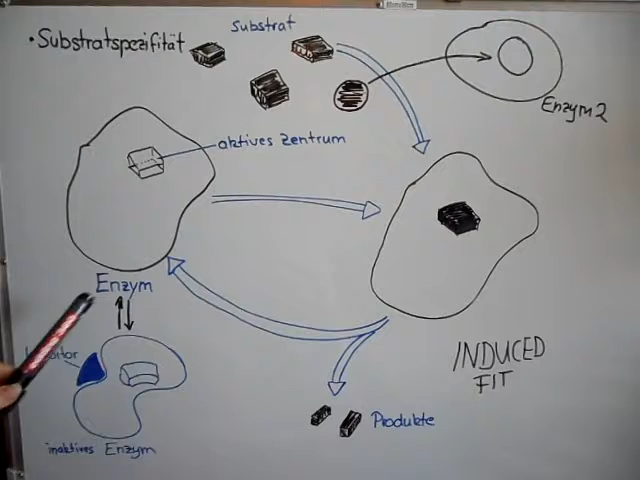 • Substratspezifität
Substrat
Enzym 2
aktives Zentrum
Enzym
INDUCED
FIT
Produkte
inaktives Enzym